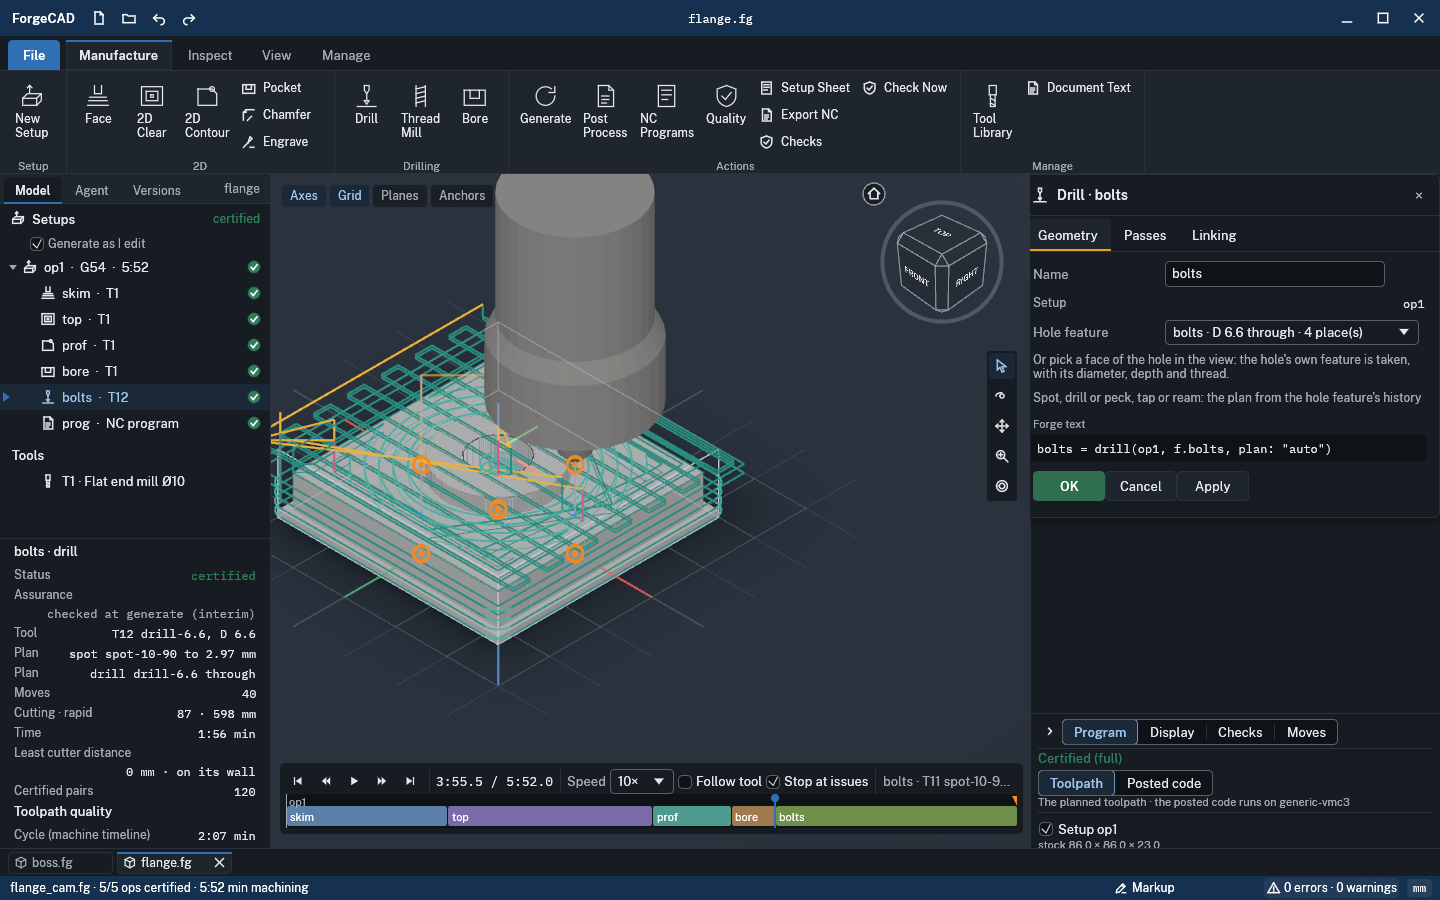 ForgeCAD
flange.fg
File
Manufacture
Inspect
View
Manage
New Setup
Face
2D Clear
2D Contour
Pocket
Chamfer
Engrave
Drill
Thread Mill
Bore
Generate
Post Process
NC Programs
Quality
Setup Sheet
Export NC
Checks
Check Now
Tool Library
Document Text
Setup
2D
Drilling
Actions
Manage
Model
Agent
Versions
flange
Setups
certified
Generate as I edit
op1 · G54 · 5:52
skim · T1
top · T1
prof · T1
bore · T1
bolts · T12
prog · NC program
Tools
T1 · Flat end mill Ø10
bolts · drill
Status
certified
Assurance
checked at generate (interim)
Tool
T12 drill-6.6, D 6.6
Plan
spot spot-10-90 to 2.97 mm
Plan
drill drill-6.6 through
Moves
40
Cutting · rapid
87 · 598 mm
Time
1:56 min
Least cutter distance
0 mm · on its wall
Certified pairs
120
Toolpath quality
Cycle (machine timeline)
2:07 min
Axes
Grid
Planes
Anchors
TOP
FRONT
RIGHT
3:55.5 / 5:52.0
Speed
10×
Follow tool
Stop at issues
bolts · T11 spot-10-9...
op1
skim
top
prof
bore
bolts
Drill · bolts
×
Geometry
Passes
Linking
Name
bolts
Setup
op1
Hole feature
bolts · D 6.6 through · 4 place(s)
Or pick a face of the hole in the view: the hole's own feature is taken,
with its diameter, depth and thread.
Spot, drill or peck, tap or ream: the plan from the hole feature's history
Forge text
bolts = drill(op1, f.bolts, plan: "auto")
OK
Cancel
Apply
Program
Display
Checks
Moves
Certified (full)
Toolpath
Posted code
The planned toolpath · the posted code runs on generic-vmc3
Setup op1
stock 86.0 × 86.0 × 23.0
boss.fg
flange.fg
flange_cam.fg · 5/5 ops certified · 5:52 min machining
Markup
0 errors · 0 warnings
mm